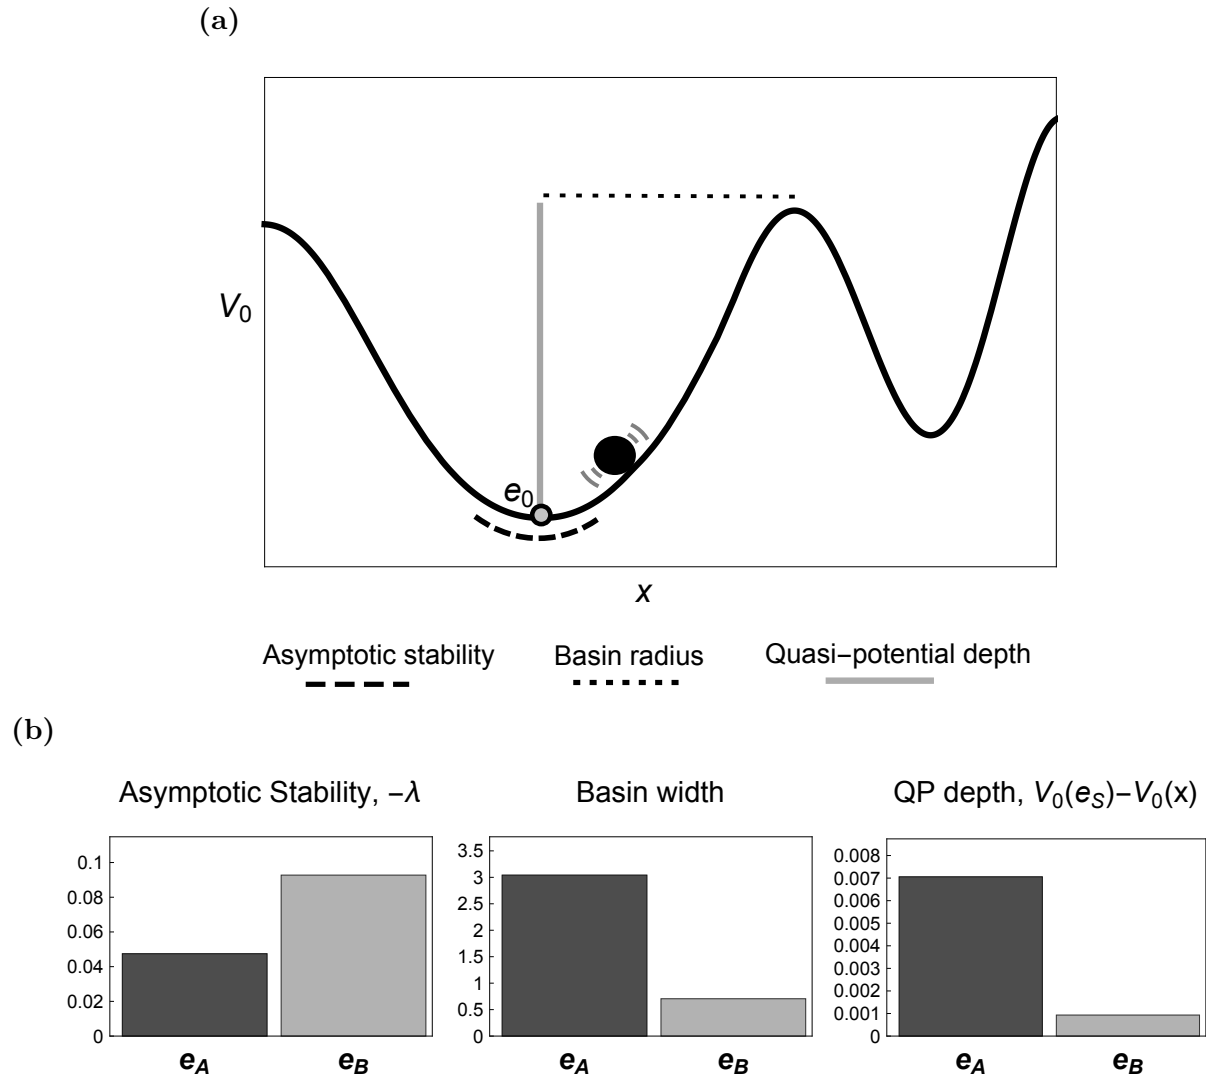 (a)
V0
e0
x
Asymptotic stability
Basin radius
Quasi–potential depth
(b)
Asymptotic Stability, −λ
0.1
0.08
0.06
0.04
0.02
0
eA eB
Basin width
3.5
3
2.5
2
1.5
1
0.5
0
eA eB
QP depth, V0(eS)−V0(x)
0.008
0.007
0.006
0.005
0.004
0.003
0.002
0.001
0
eA eB